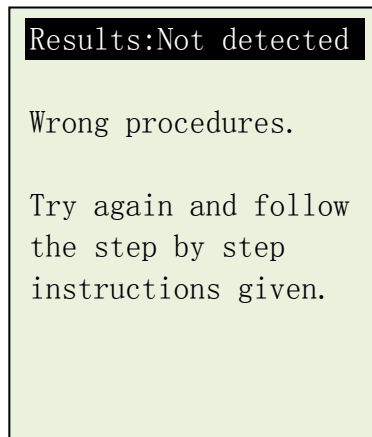 Results:Not detected
Wrong procedures.
Try again and follow
the step by step
instructions given.